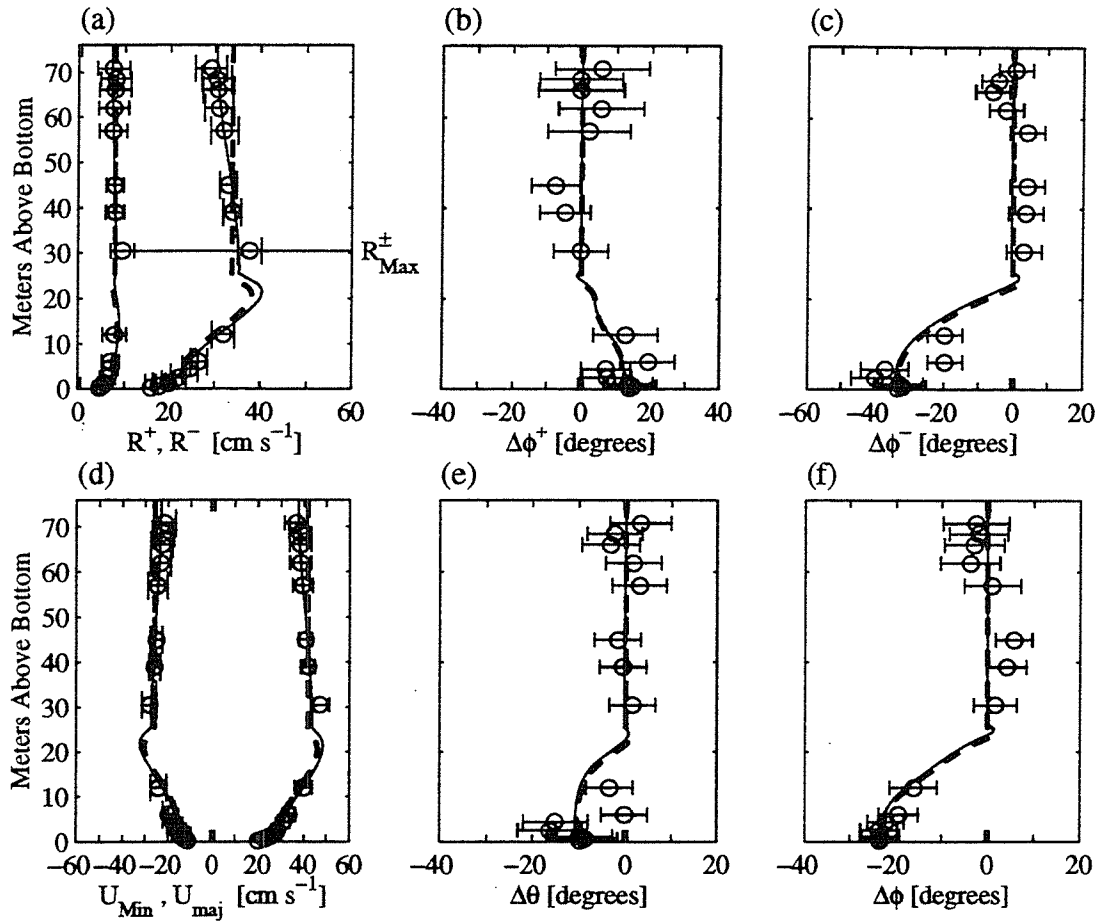 (a)
(b)
(c)
Meters Above Bottom
70
60
50
40
30
20
10
0
R±Max
0 20 40 60
−40 −20 0 20 40
−60 −40 −20 0 20
R+, R− [cm s−1]
Δϕ+ [degrees]
Δϕ− [degrees]
(d)
(e)
(f)
Meters Above Bottom
70
60
50
40
30
20
10
0
−60 −40 −20 0 20 40 60
−40 −20 0 20
−40 −20 0 20
UMin, Umaj [cm s−1]
Δθ [degrees]
Δϕ [degrees]